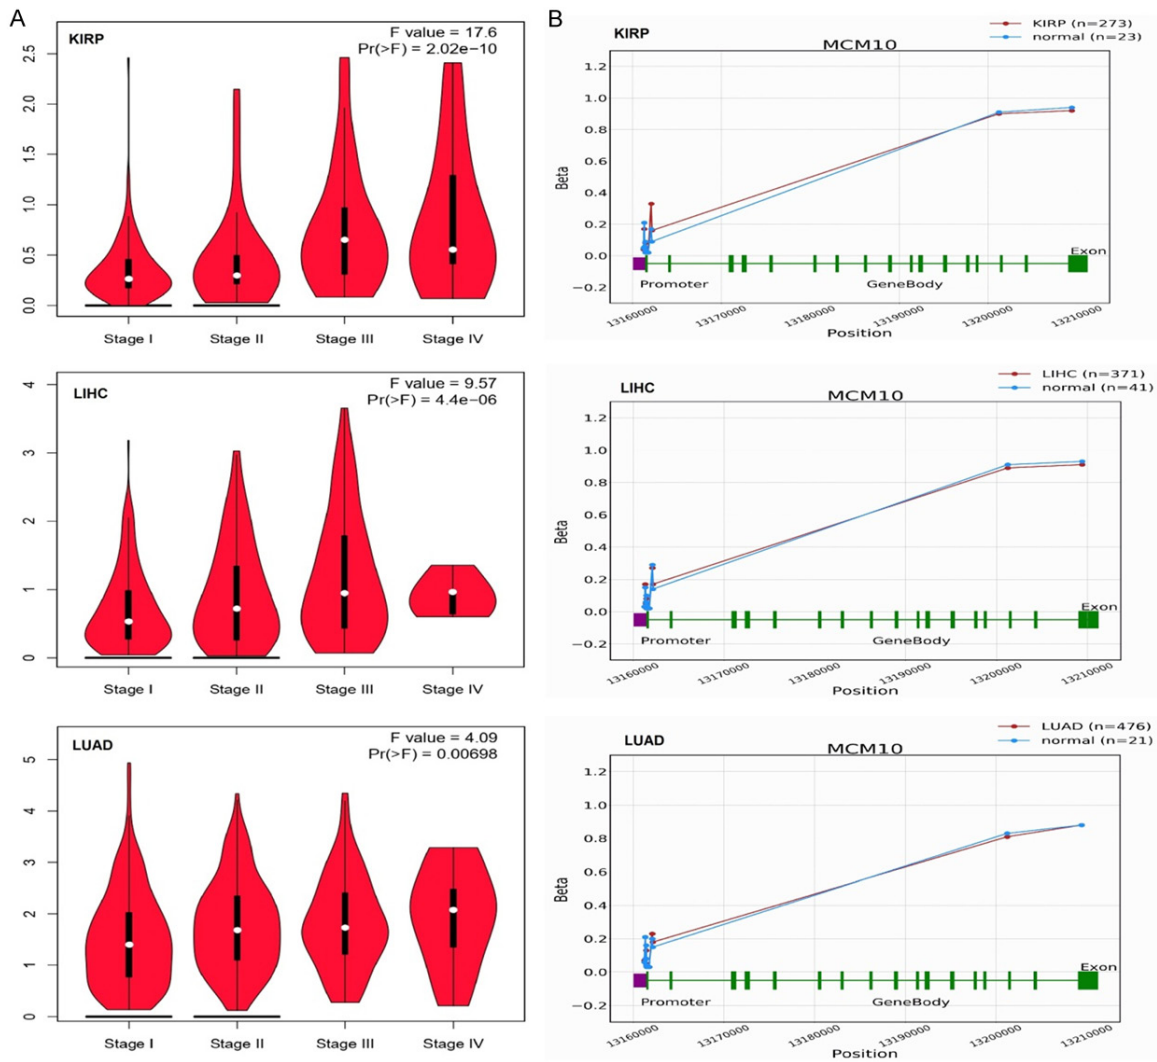 A
KIRP
F value = 17.6
Pr(>F) = 2.02e−10
2.5
2.0
1.5
1.0
0.5
0.0
Stage I Stage II Stage III Stage IV
LIHC
F value = 9.57
Pr(>F) = 4.4e−06
4
3
2
1
0
Stage I Stage II Stage III Stage IV
LUAD
F value = 4.09
Pr(>F) = 0.00698
5
4
3
2
1
0
Stage I Stage II Stage III Stage IV
B
KIRP (n=273)
normal (n=23)
KIRP
MCM10
1.2
1.0
0.8
0.6
0.4
0.2
0.0
−0.2
Beta
Exon
Promoter GeneBody
13160000 13170000 13180000 13190000 13200000 13210000
Position
LIHC (n=371)
normal (n=41)
LIHC
MCM10
1.2
1.0
0.8
0.6
0.4
0.2
0.0
−0.2
Beta
Exon
Promoter GeneBody
13160000 13170000 13180000 13190000 13200000 13210000
Position
LUAD (n=476)
normal (n=21)
LUAD
MCM10
1.2
1.0
0.8
0.6
0.4
0.2
0.0
−0.2
Beta
Exon
Promoter GeneBody
13160000 13170000 13180000 13190000 13200000 13210000
Position